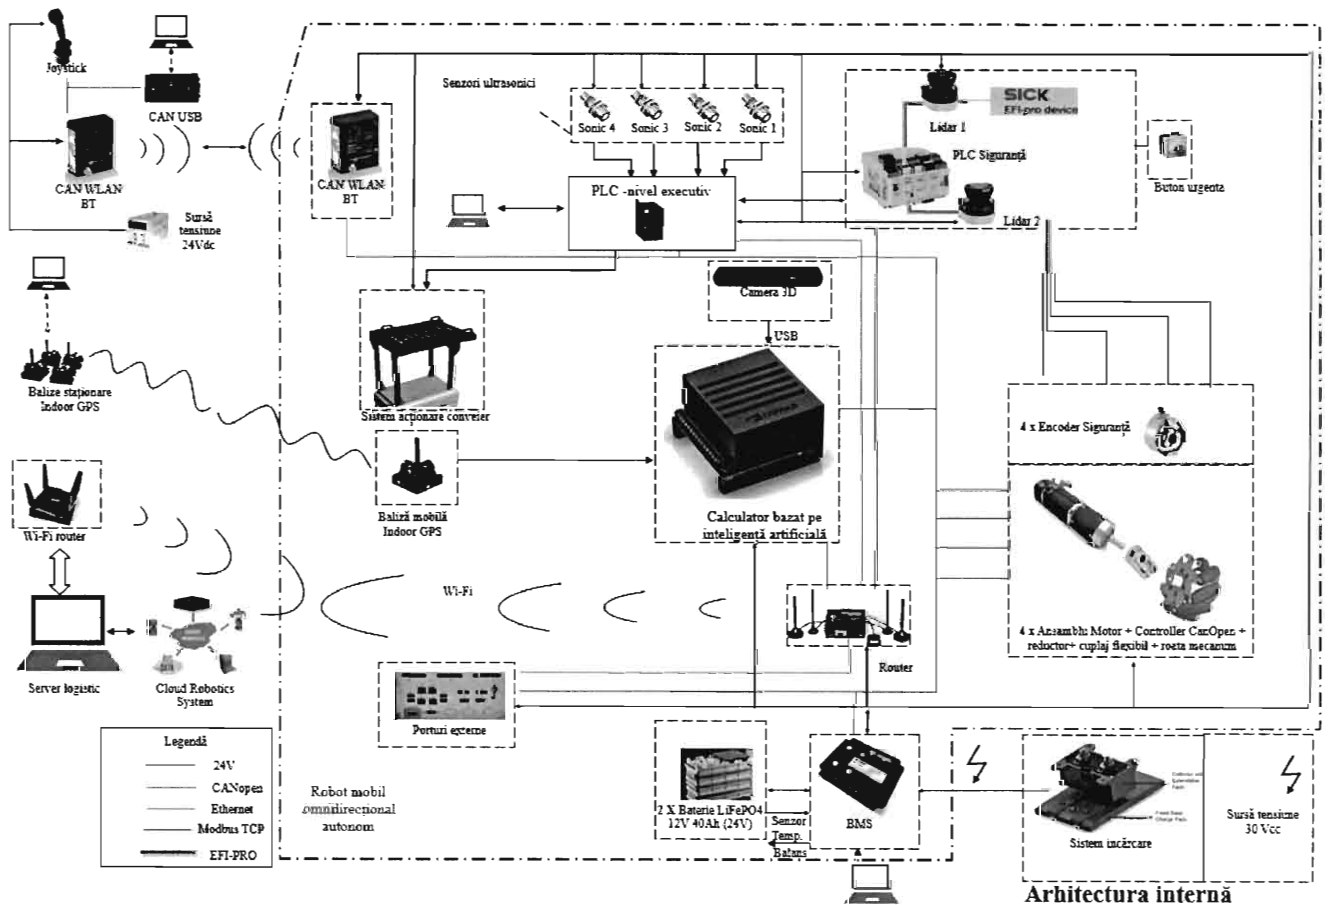 Joystick
CAN USB
CAN WLAN
BT
Sursă
tensiune
24Vdc
CAN WLAN
BT
Senzori ultrasonici
Sonic 4
Sonic 3
Sonic 2
Sonic 1
PLC -nivel executiv
SICK
EFI-pro device
Lidar 1
PLC Siguranță
Lidar 2
Buton urgenta
Camera 3D
USB
Balize staționare
Indoor GPS
Sistem acționare conveier
Baliză mobilă
Indoor GPS
Calculator bazat pe
inteligență artificială
4 x Encoder Siguranță
4 x Ansamblu Motor + Controller CanOpen +
reductor+ cuplaj flexibil + roata mecanum
Wi-Fi router
Wi-Fi
Server logistic
Cloud Robotics
System
Router
Porturi externe
Legendă
24V
CANopen
Ethernet
Modbus TCP
EFI-PRO
Robot mobil
omnidirecțional
autonom
2 X Baterie LiFePO4
12V 40Ah (24V)
Senzor
Temp.
Balans
BMS
Sistem incărcare
Sursă tensiune
30 Vcc
Arhitectura internă